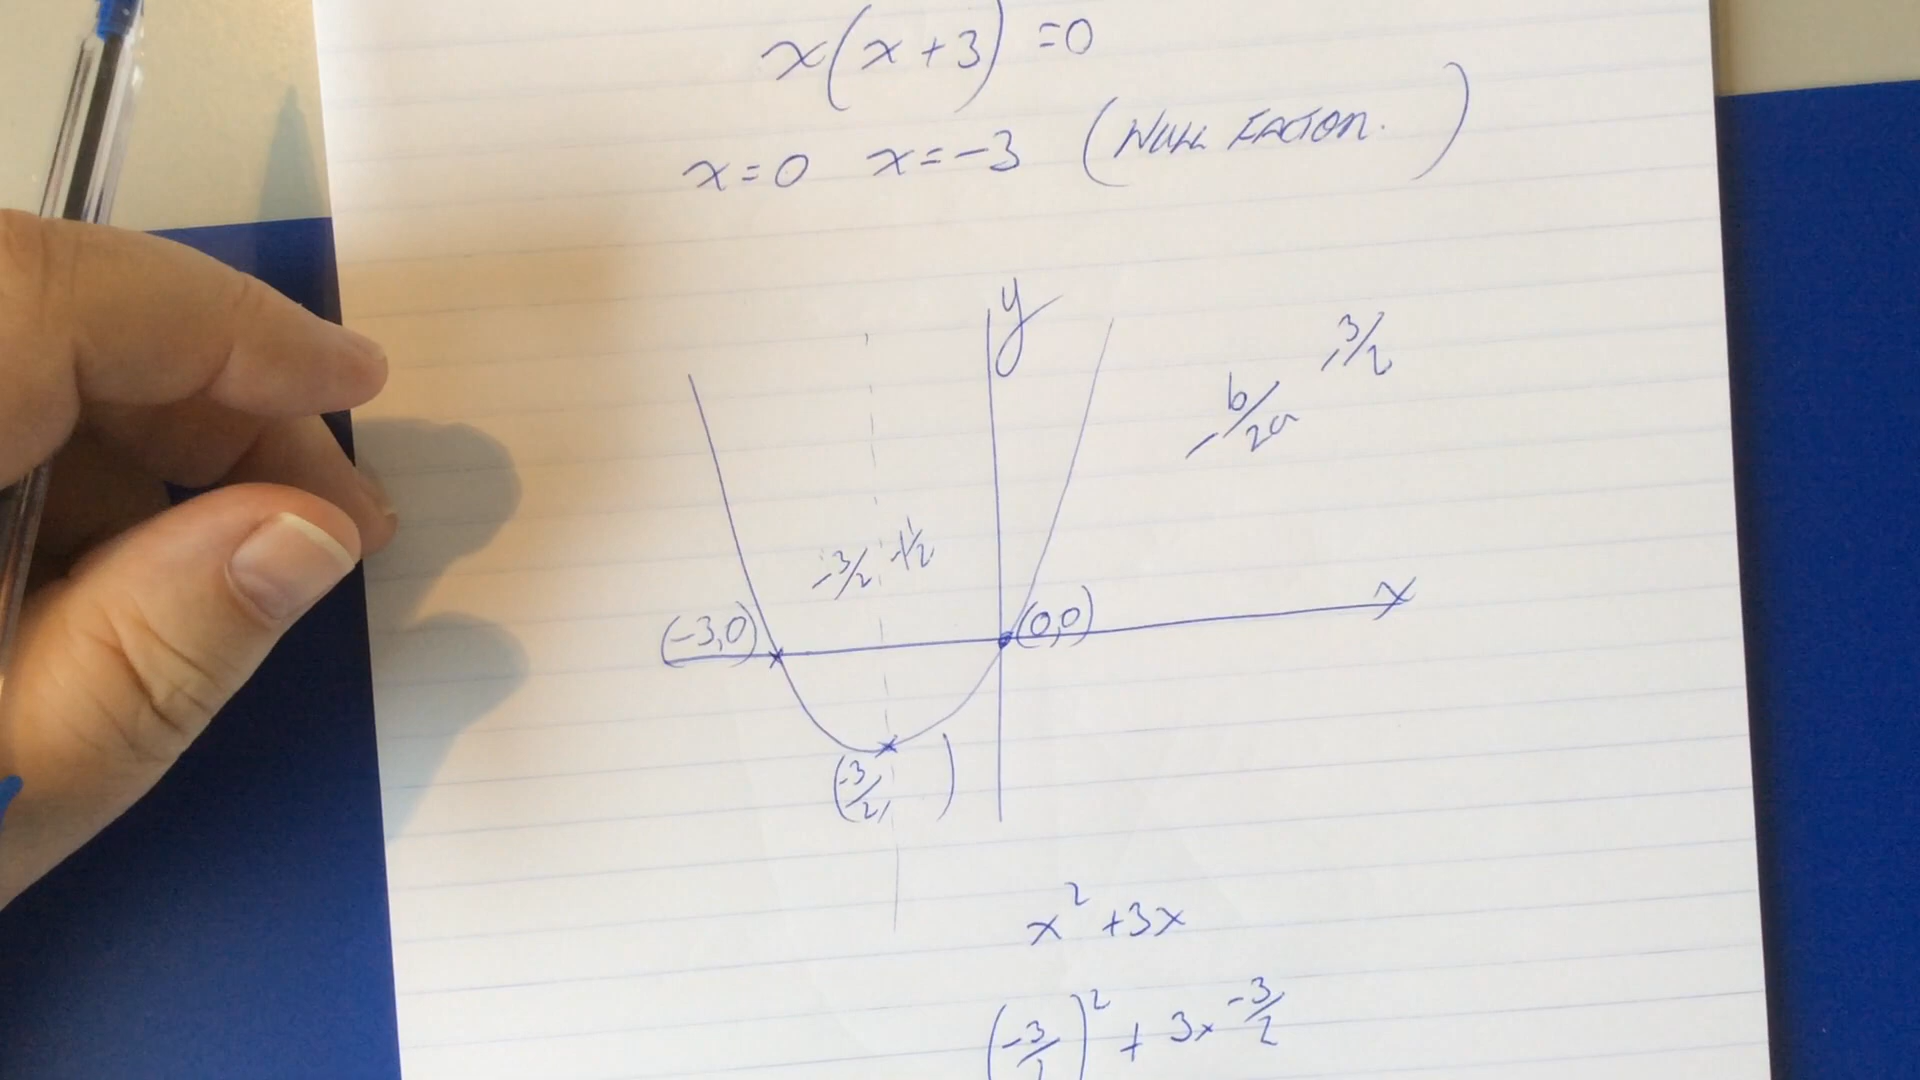 x(x+3)=0
x=0 x=-3 (NULL FACTOR.)
y
-3/2
-b/2a
-3/2 -1½
(-3,0) (0,0) x
(-3/2, )
x²+3x
(-3/2)²+3x-3/2